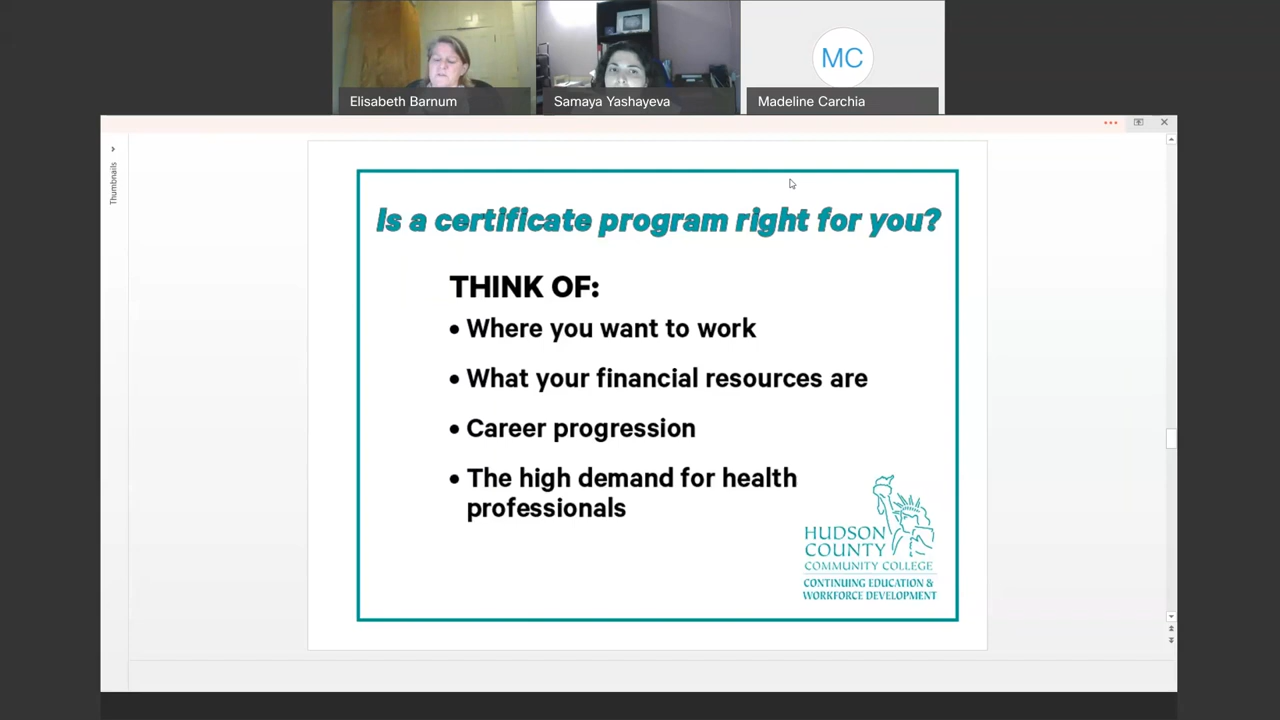 MC
Elisabeth Barnum
Samaya Yashayeva
Madeline Carchia
Thumbnails
Is a certificate program right for you?
THINK OF:
• Where you want to work
• What your financial resources are
• Career progression
• The high demand for health
professionals
HUDSON
COUNTY
COMMUNITY COLLEGE
CONTINUING EDUCATION &
WORKFORCE DEVELOPMENT